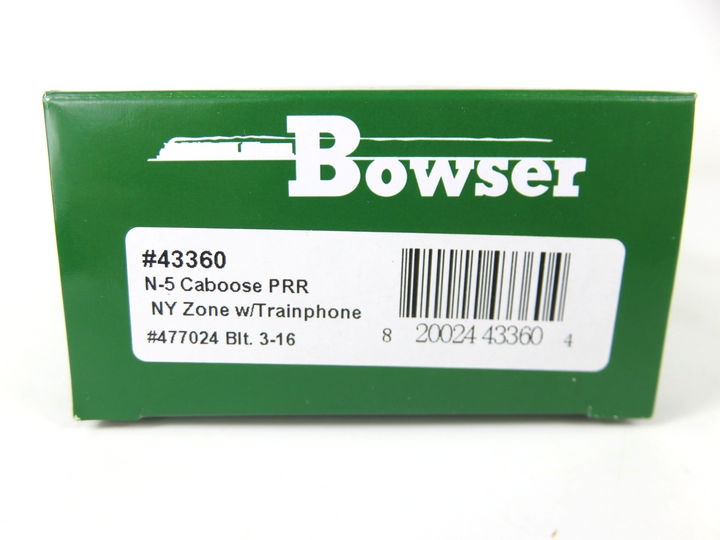 Bowser
#43360
N-5 Caboose PRR
NY Zone w/Trainphone
#477024 Blt. 3-16
8 20024 43360 4